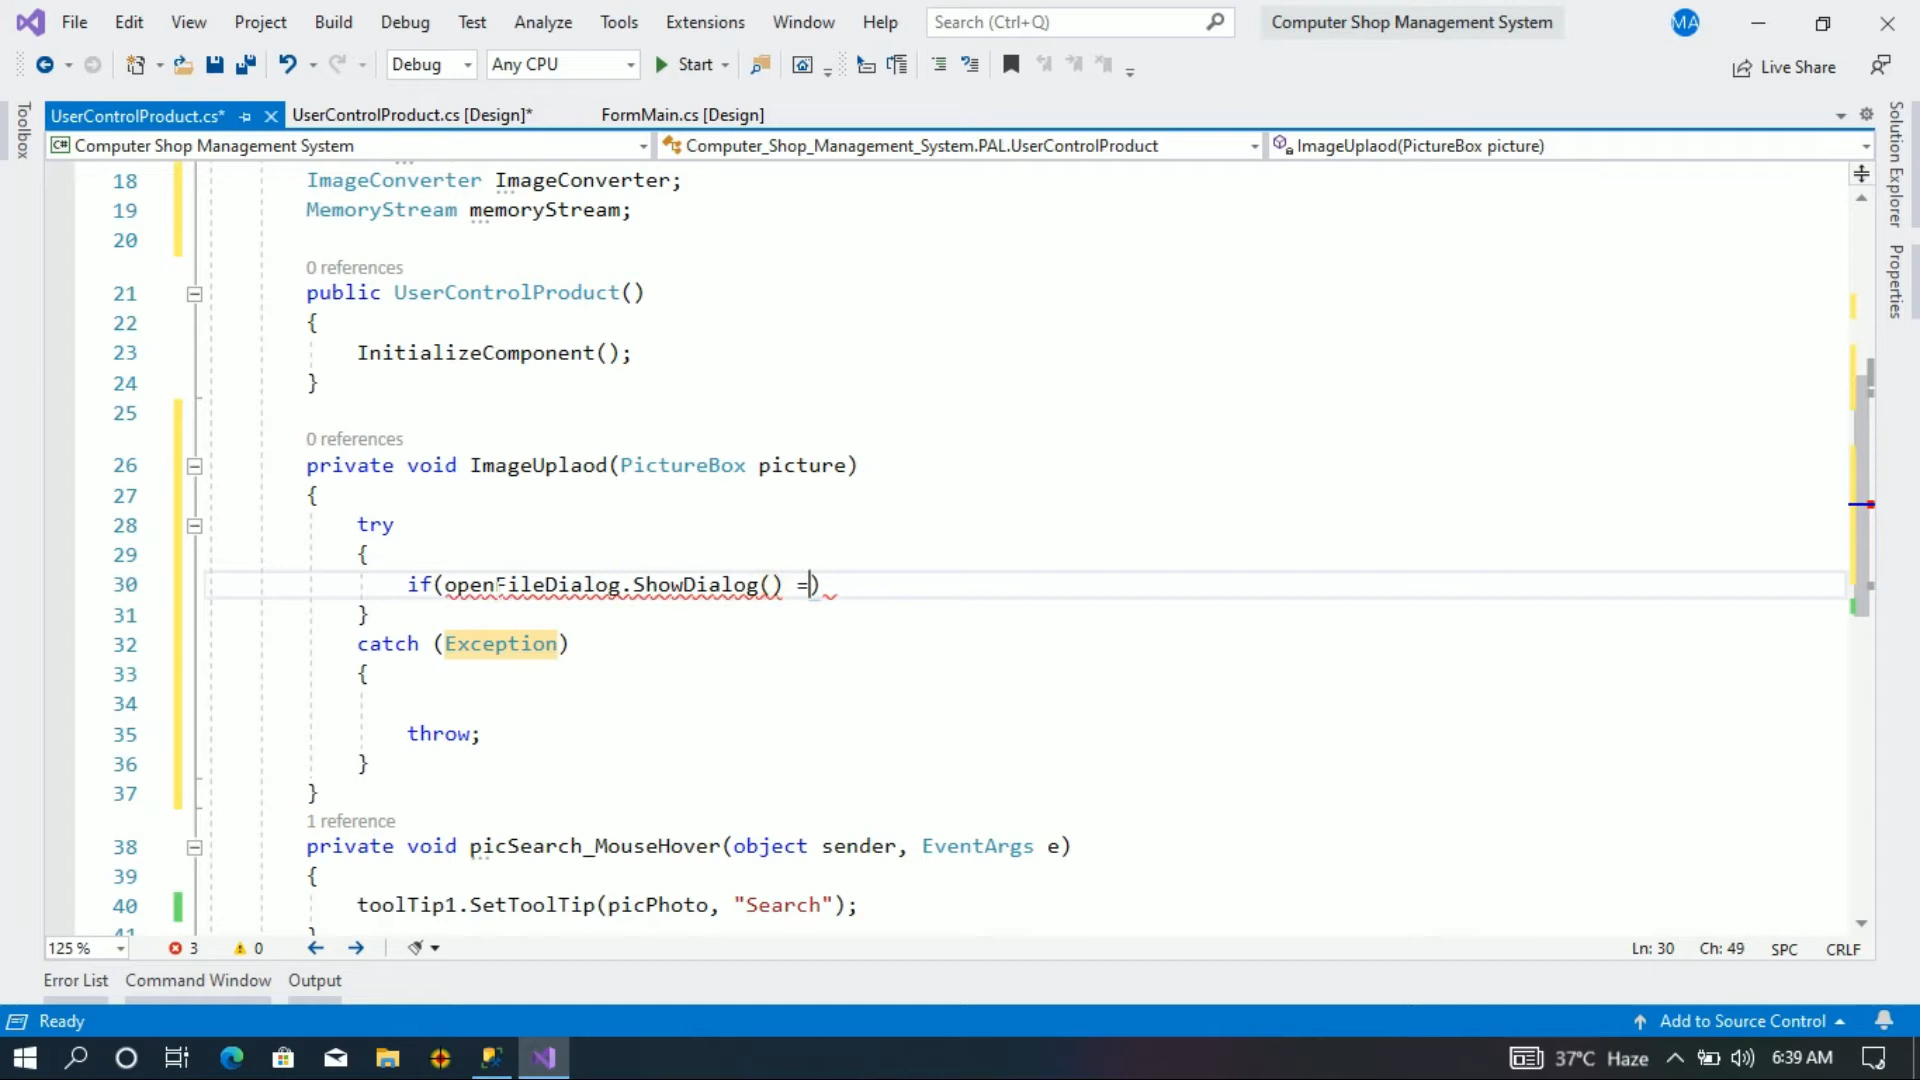 File Edit View Project Build Debug Test Analyze Tools Extensions Window Help Search (Ctrl+Q) Computer Shop Management System MA
Debug Any CPU Start Live Share
Toolbox
UserControlProduct.cs* UserControlProduct.cs [Design]* FormMain.cs [Design]
C# Computer Shop Management System Computer_Shop_Management_System.PAL.UserControlProduct ImageUplaod(PictureBox picture)
Solution Explorer
Properties
18 ImageConverter ImageConverter;
19 MemoryStream memoryStream;
20
0 references
21 public UserControlProduct()
22 {
23 InitializeComponent();
24 }
25
0 references
26 private void ImageUplaod(PictureBox picture)
27 {
28 try
29 {
30 if(openFileDialog.ShowDialog() =)
31 }
32 catch (Exception)
33 {
34
35 throw;
36 }
37 }
1 reference
38 private void picSearch_MouseHover(object sender, EventArgs e)
39 {
40 toolTip1.SetToolTip(picPhoto, "Search");
41 }
125 % 3 0 Ln: 30 Ch: 49 SPC CRLF
Error List Command Window Output
Ready Add to Source Control
37°C Haze 6:39 AM